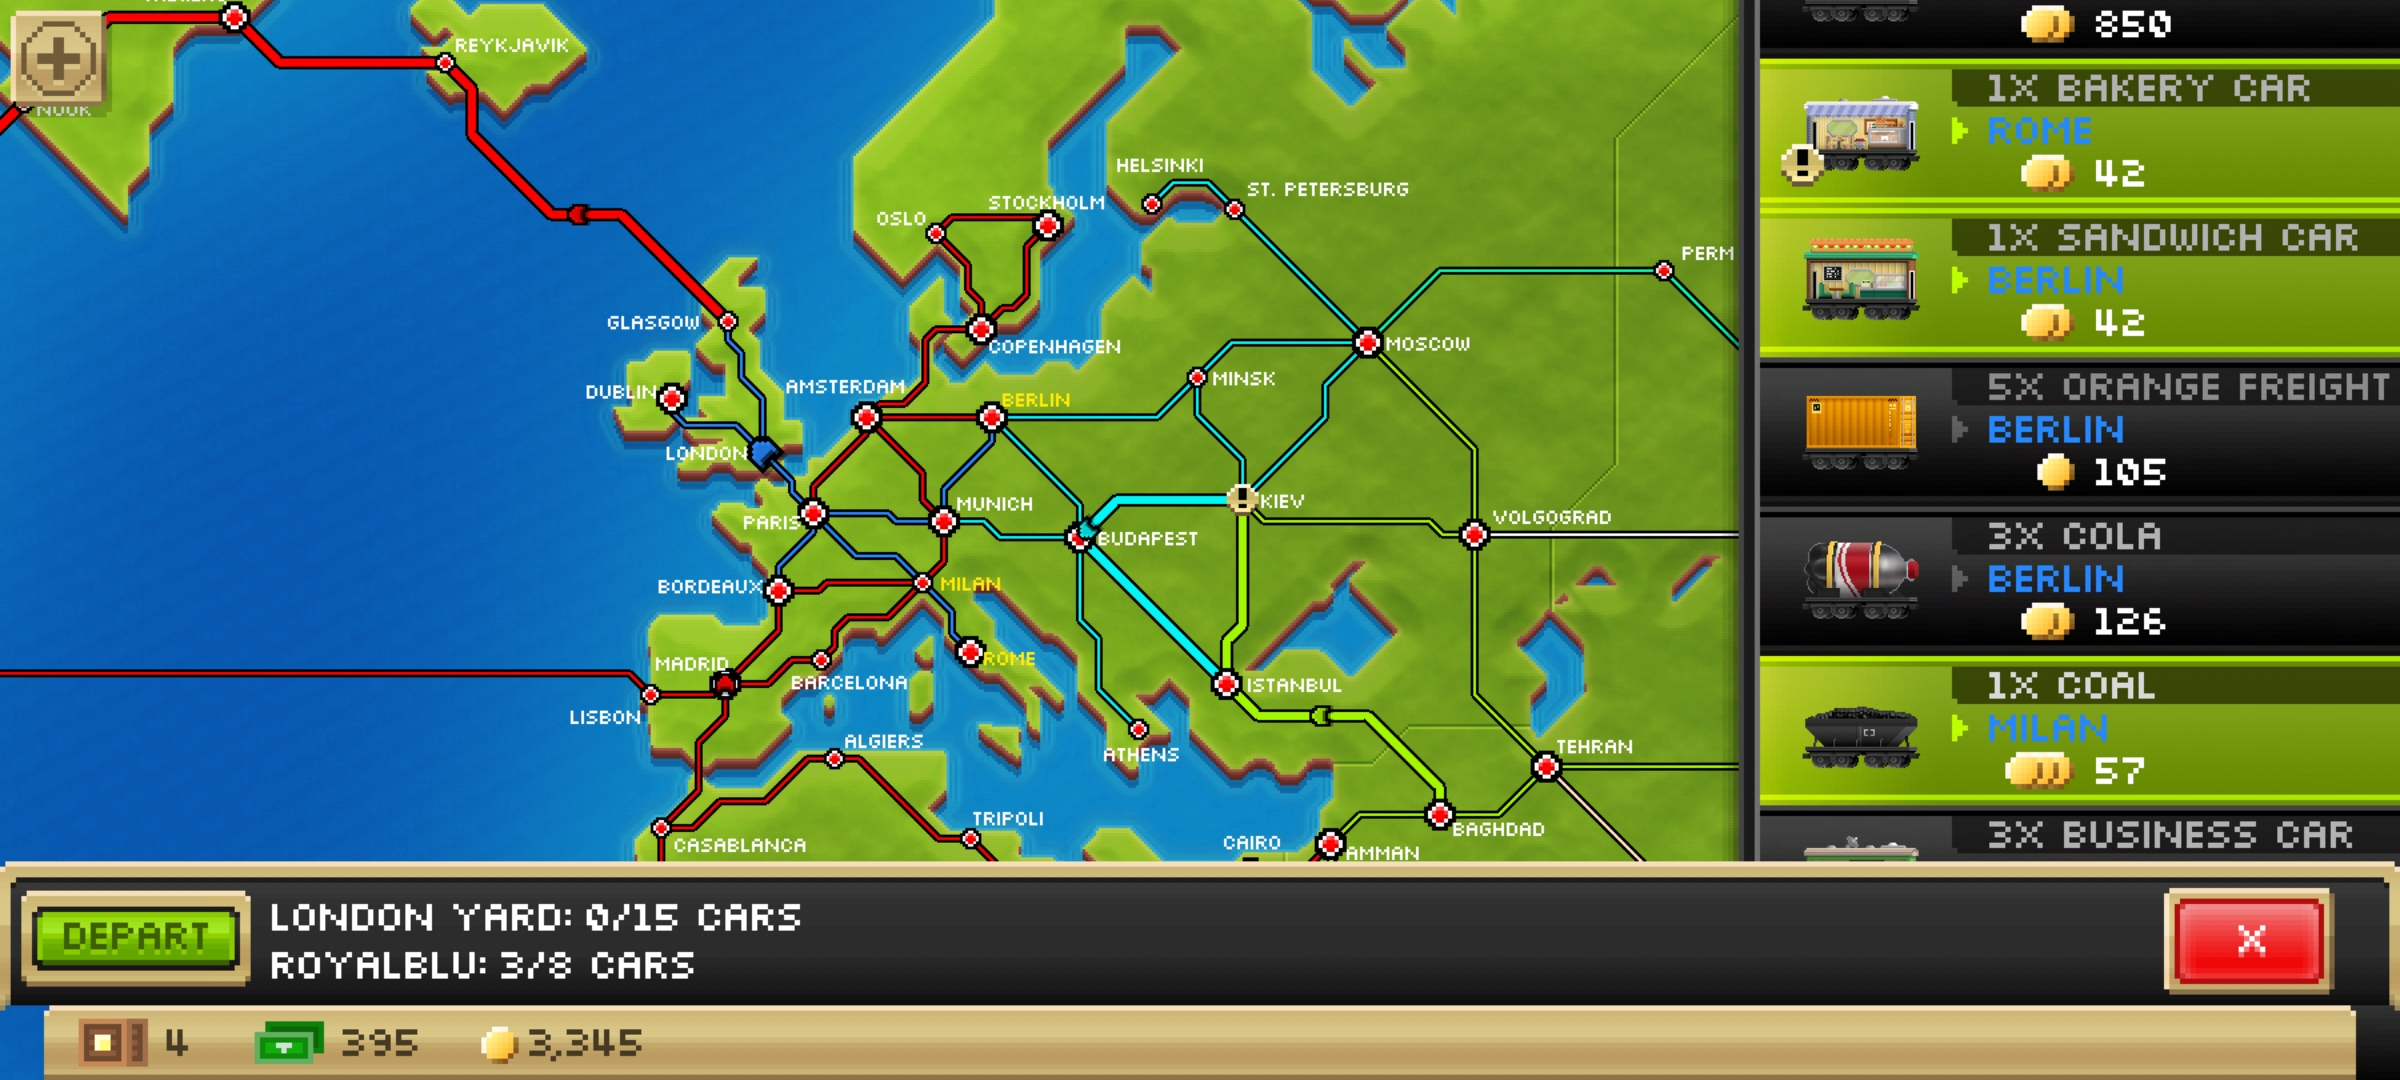 850
REYKJAVIK
1X BAKERY CAR
NUUK
ROME
42
HELSINKI
ST. PETERSBURG
STOCKHOLM
OSLO
1X SANDWICH CAR
PERM
BERLIN
42
GLASGOW
COPENHAGEN
MOSCOW
DUBLIN
AMSTERDAM
MINSK
5X ORANGE FREIGHT
BERLIN
BERLIN
LONDON
105
MUNICH
KIEV
PARIS
BUDAPEST
VOLGOGRAD
3X COLA
BORDEAUX
MILAN
BERLIN
126
MADRID
ROME
BARCELONA
ISTANBUL
1X COAL
LISBON
MILAN
ALGIERS
ATHENS
TEHRAN
57
TRIPOLI
CASABLANCA
CAIRO
AMMAN
BAGHDAD
3X BUSINESS CAR
DEPART
LONDON YARD: 0/15 CARS
ROYALBLU: 3/8 CARS
X
4
395
3,345